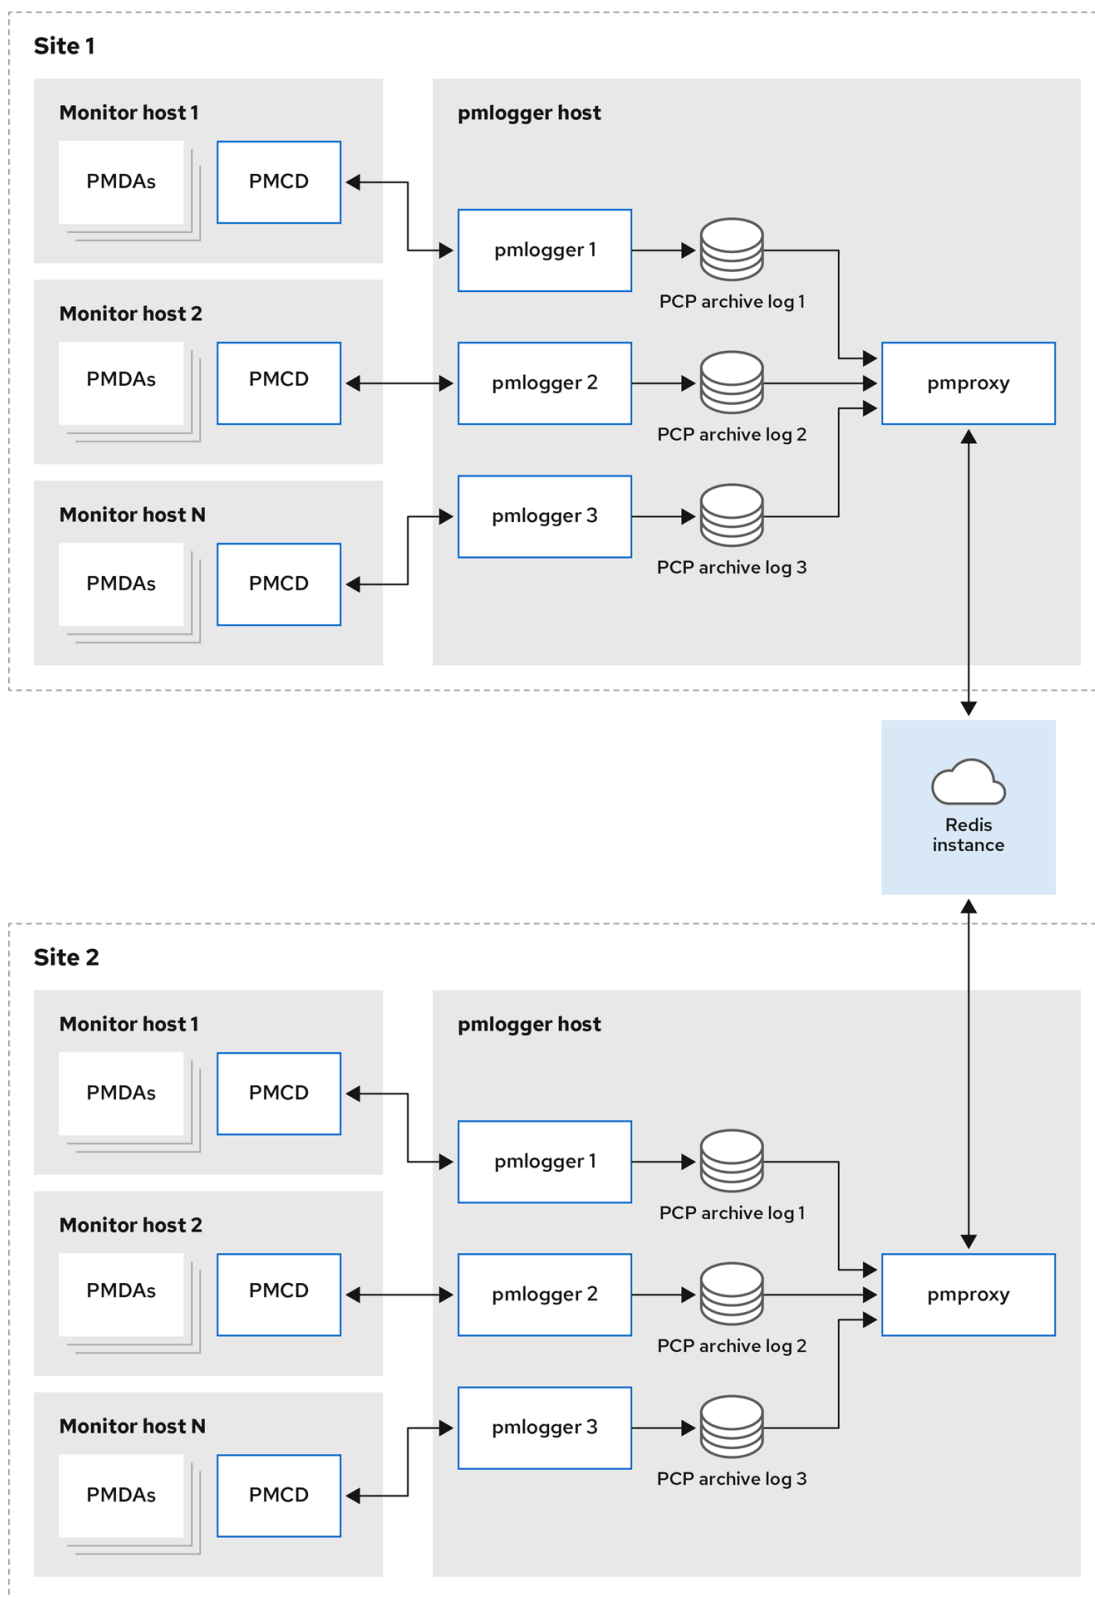 Site 1
Monitor host 1
PMDAs
PMCD
Monitor host 2
PMDAs
PMCD
Monitor host N
PMDAs
PMCD
pmlogger host
pmlogger 1
PCP archive log 1
pmlogger 2
PCP archive log 2
pmlogger 3
PCP archive log 3
pmproxy
Redis
instance
Site 2
Monitor host 1
PMDAs
PMCD
Monitor host 2
PMDAs
PMCD
Monitor host N
PMDAs
PMCD
pmlogger host
pmlogger 1
PCP archive log 1
pmlogger 2
PCP archive log 2
pmlogger 3
PCP archive log 3
pmproxy